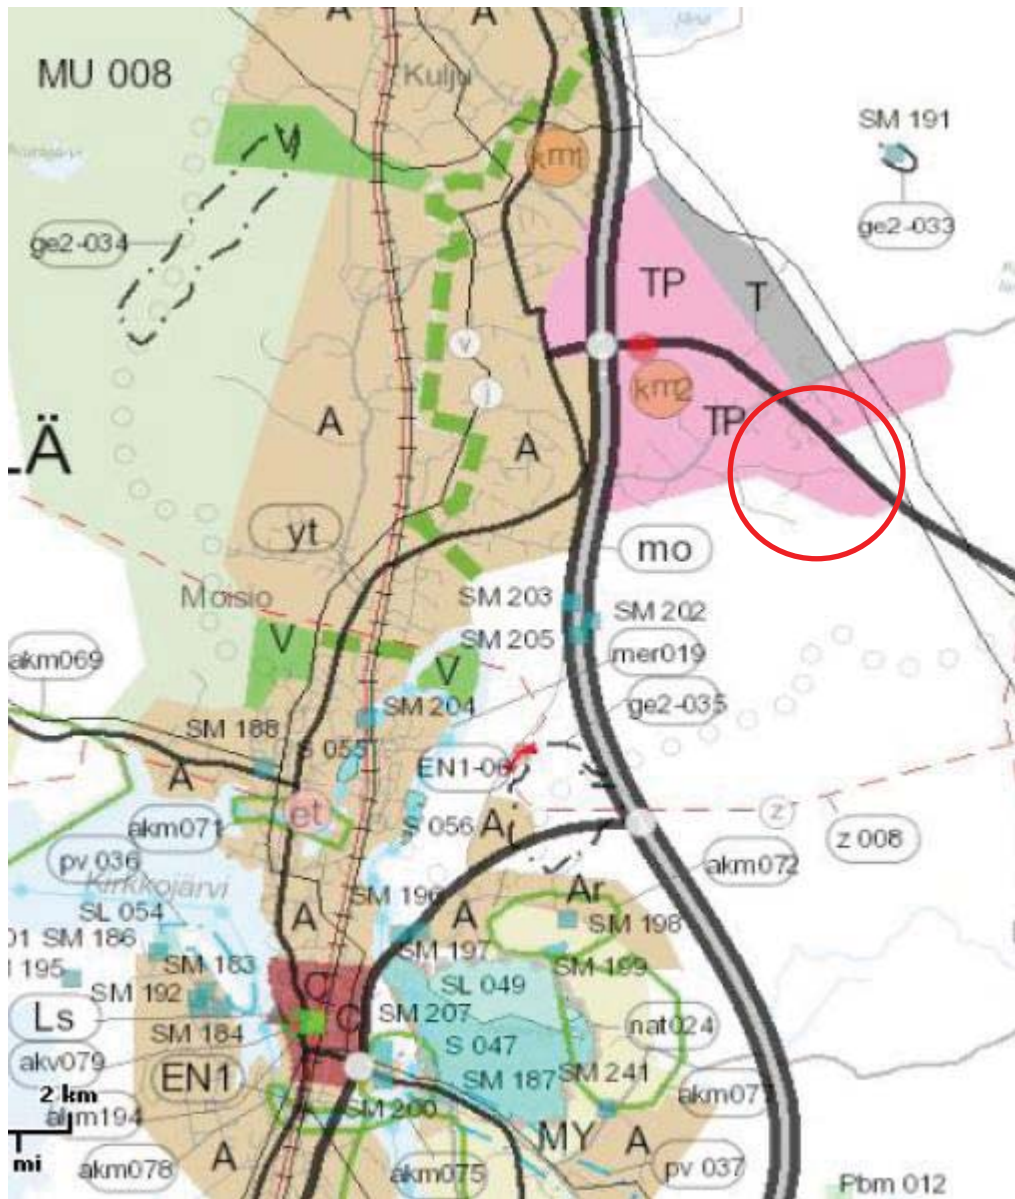 A
A
Kulju
MU 008
SM 191
V
km1
ge2-033
ge2-034
TP
T
v
km2
j
A
TP
LÄ
A
yt
mo
Moisio
SM 203
SM 202
SM 205
V
mer019
akm069
V
SM 204
ge2-035
SM 188
S 055
A
EN1-06
et
akm071
S 056
A
z
z 008
pv 036
akm072
Kirkkojärvi
SM 196
Ar
SL 054
A
A
SM 198
01 SM 186
SM 197
SM 183
SM 199
195
SL 049
SM 192
C
Ls
C
SM 207
nat024
SM 184
S 047
akv079
EN1
SM 187
SM 241
2 km
akm077
akm194
SM 200
mi
MY
A
A
akm078
akm075
pv 037
Pbm 012